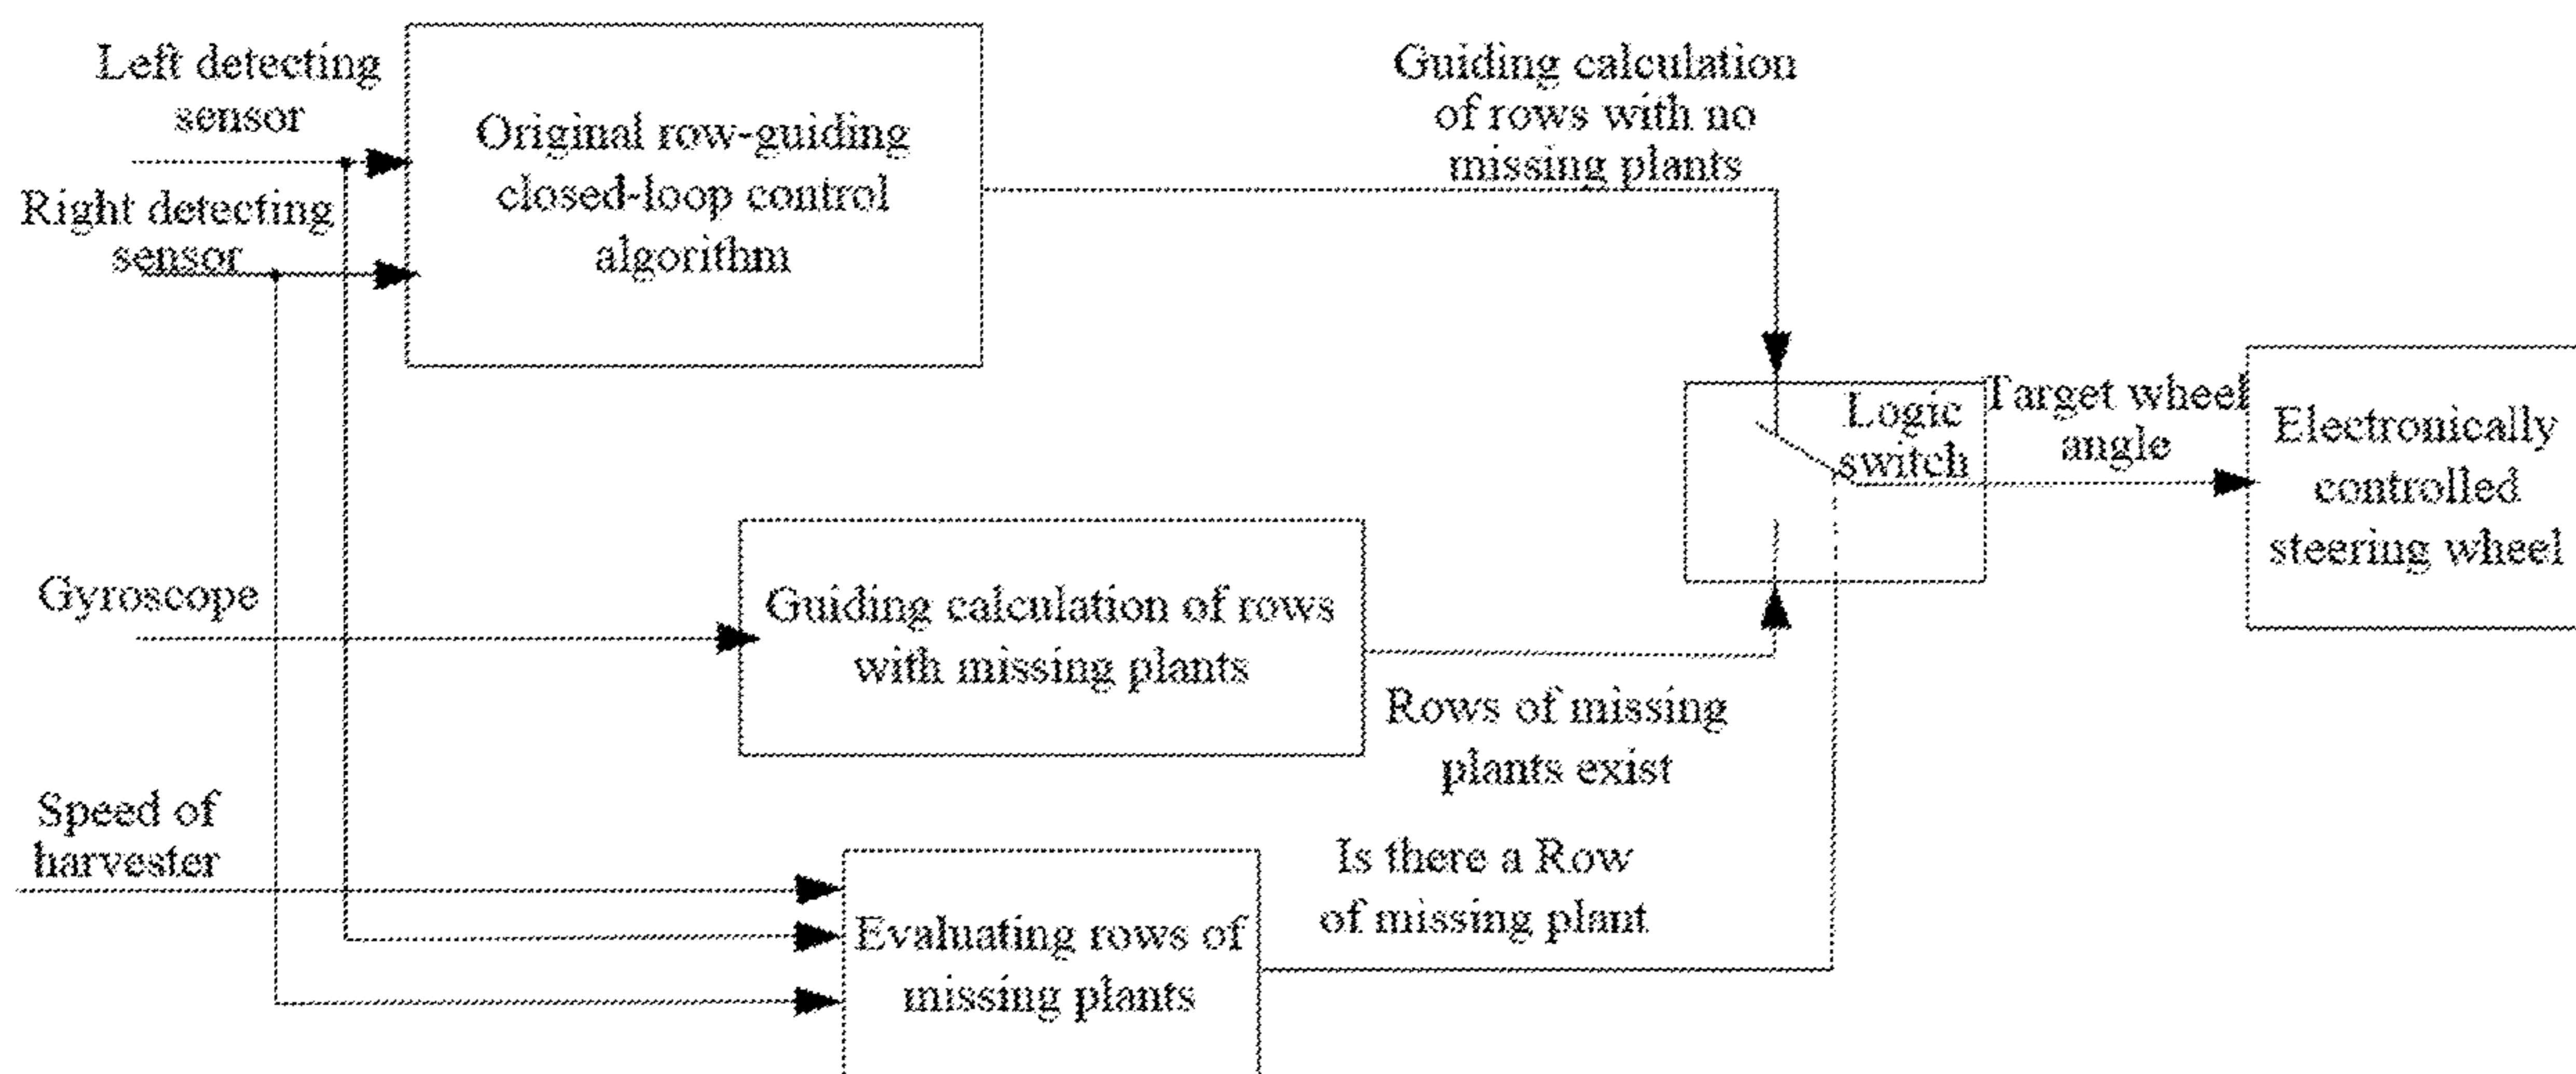 Left detecting
sensor
Right detecting
sensor
Original row-guiding
closed-loop control
algorithm
Guiding calculation
of rows with no
missing plants
Logic
switch
Target wheel
angle
Electronically
controlled
steering wheel
Gyroscope
Guiding calculation of rows
with missing plants
Rows of missing
plants exist
Speed of
harvester
Evaluating rows of
missing plants
Is there a Row
of missing plant